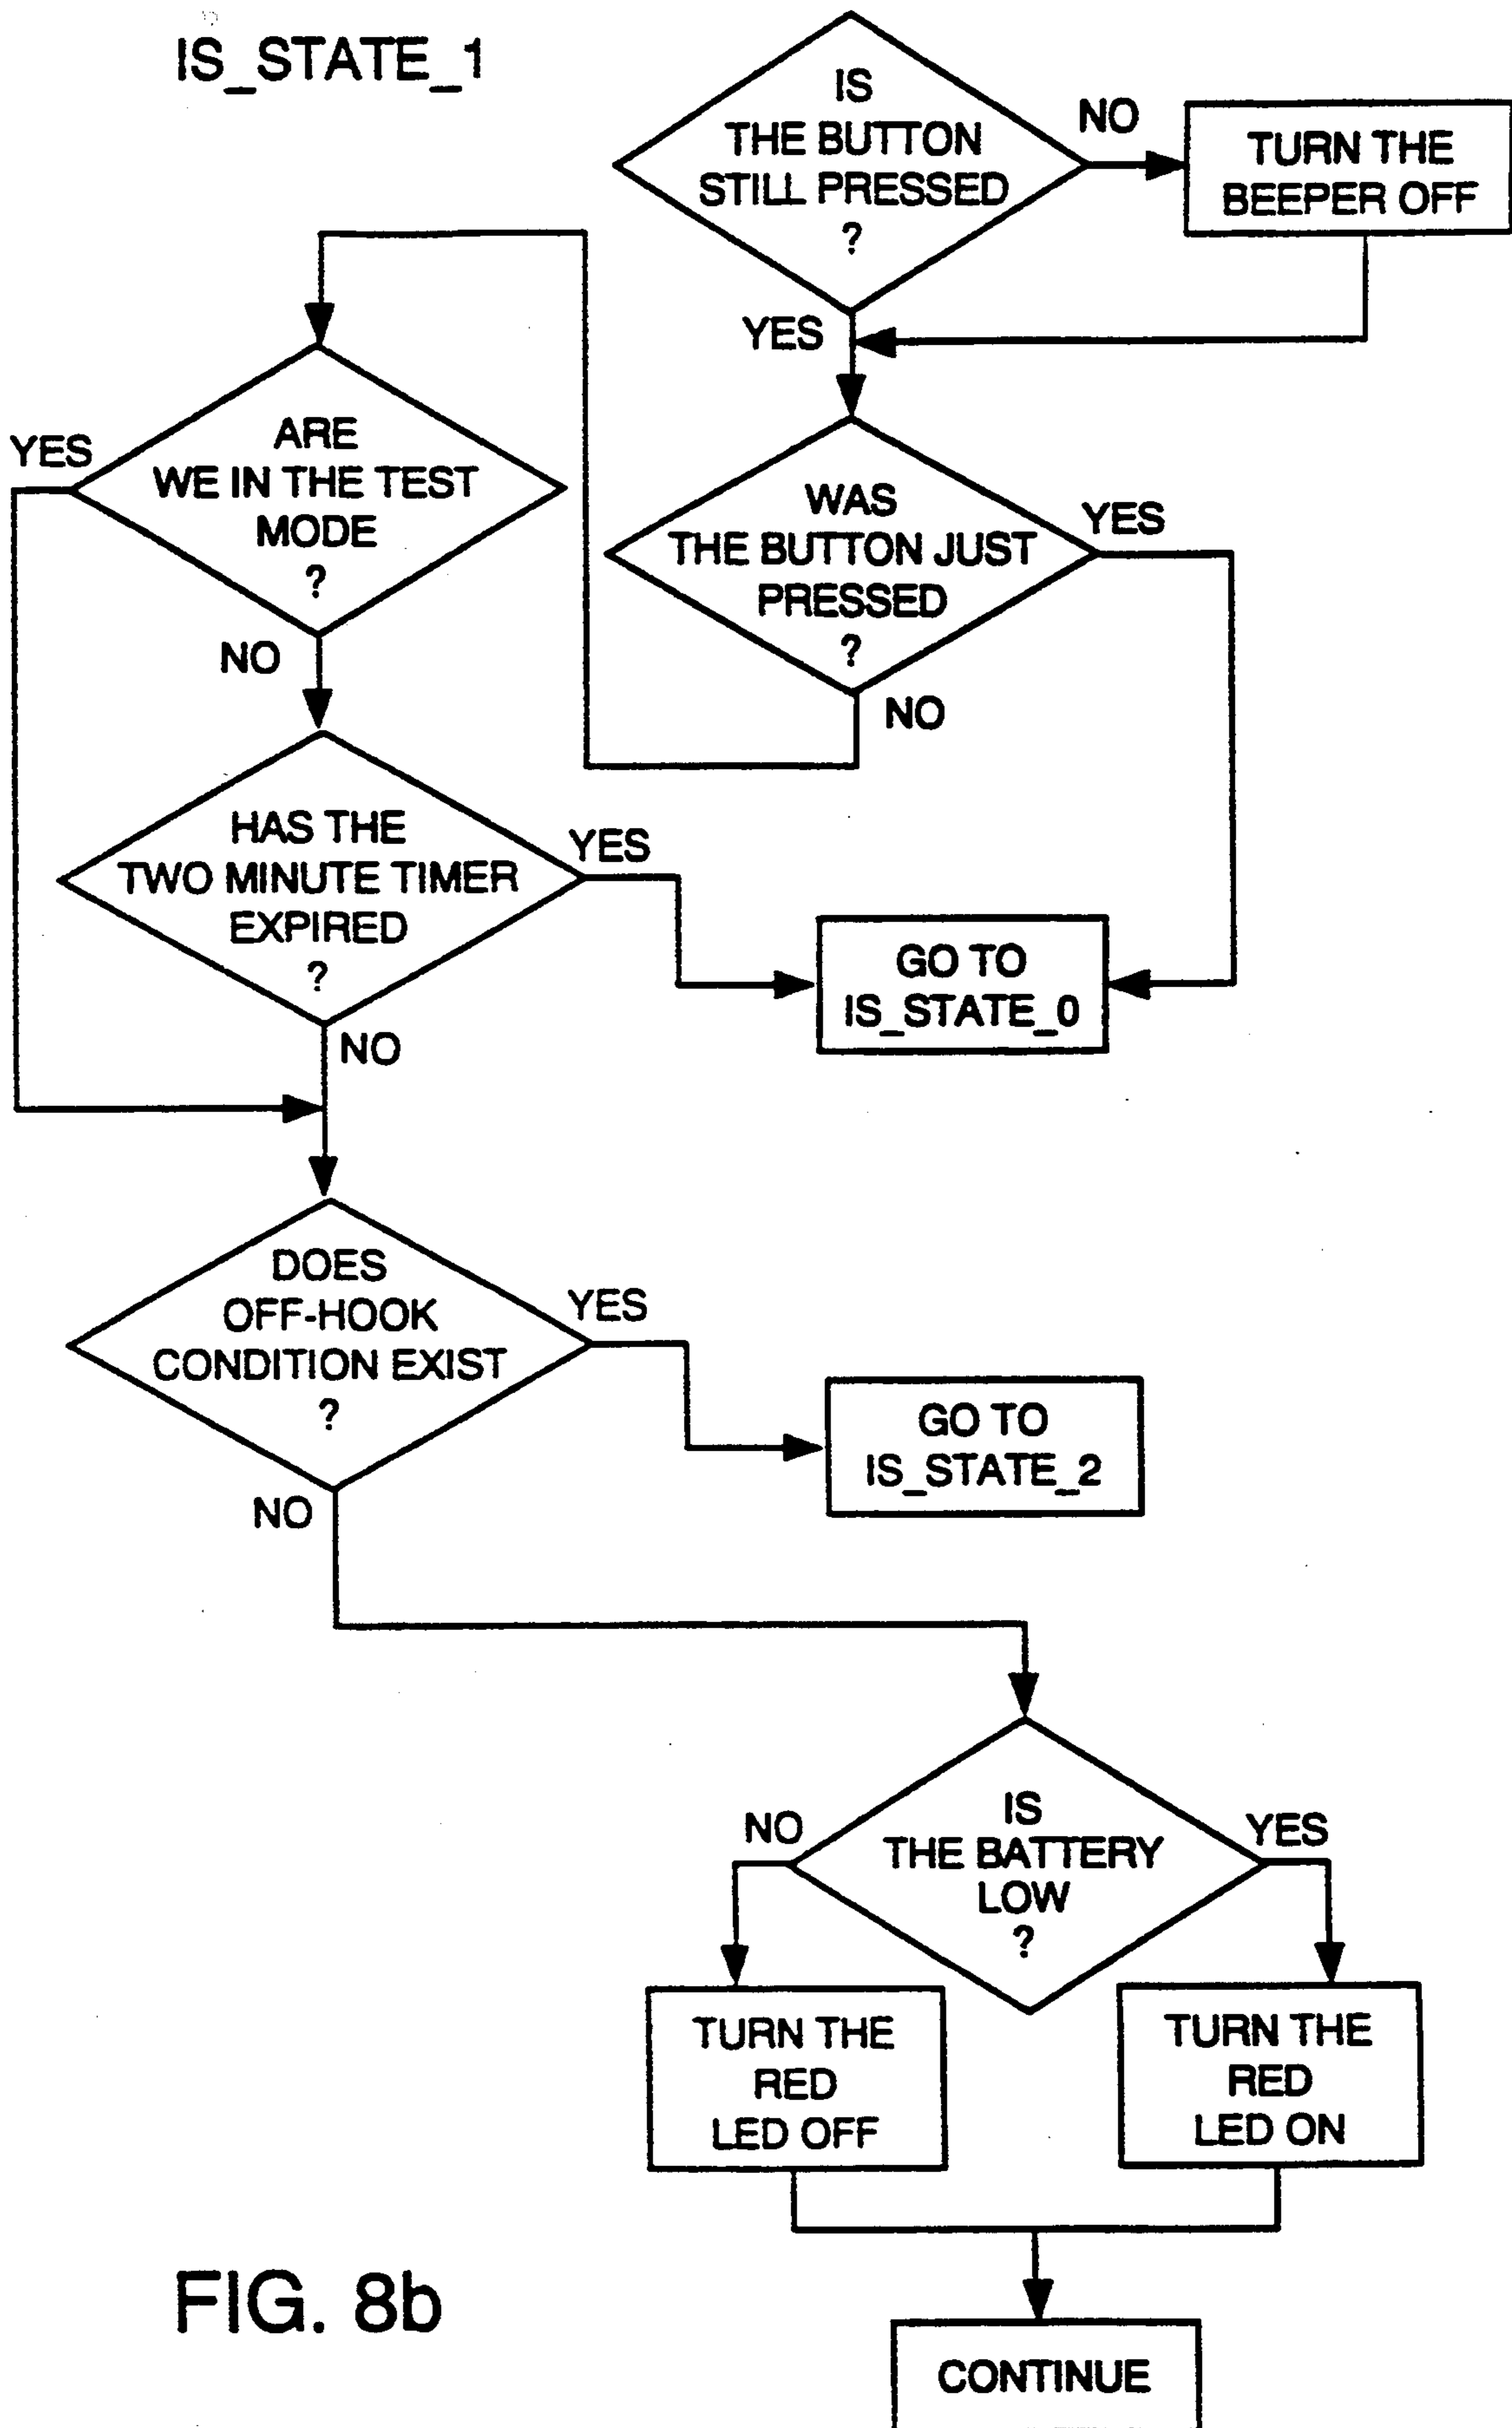 IS_STATE_1
IS
THE BUTTON
STILL PRESSED
?
NO
TURN THE
BEEPER OFF
YES
WAS
THE BUTTON JUST
PRESSED
?
YES
NO
ARE
WE IN THE TEST
MODE
?
YES
NO
HAS THE
TWO MINUTE TIMER
EXPIRED
?
YES
GO TO
IS_STATE_0
NO
DOES
OFF-HOOK
CONDITION EXIST
?
YES
GO TO
IS_STATE_2
NO
IS
THE BATTERY
LOW
?
NO
YES
TURN THE
RED
LED OFF
TURN THE
RED
LED ON
CONTINUE
FIG. 8b